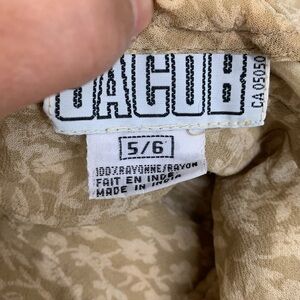 JACOB
CA 05050
5/6
100% RAYONNE/RAYON
FAIT EN INDE
MADE IN INDIA